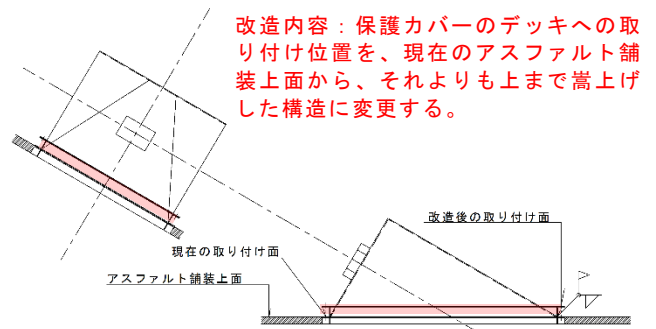 改造内容：保護カバーのデッキへの取
り付け位置を、現在のアスファルト舗
装上面から、それよりも上まで嵩上げ
した構造に変更する。
改造後の取り付け面
現在の取り付け面
アスファルト舗装上面